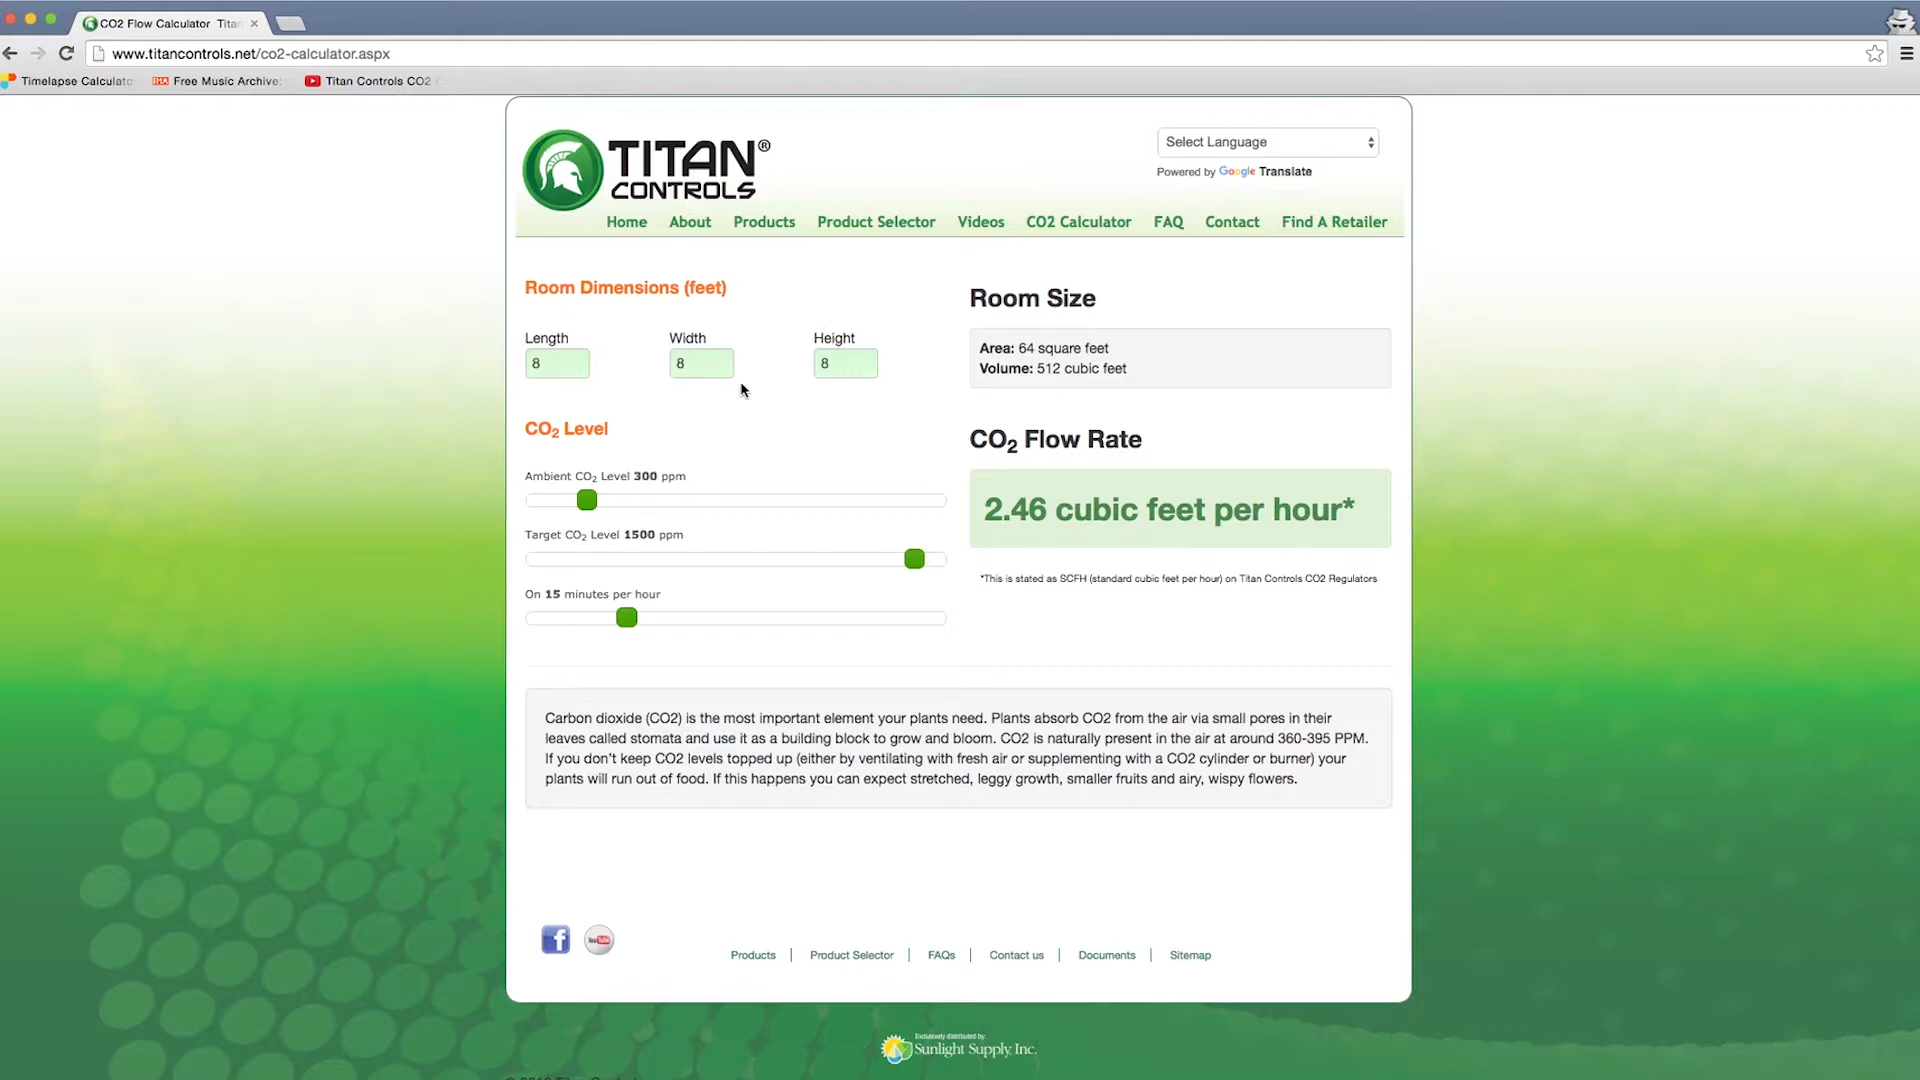 CO2 Flow Calculator Titan
www.titancontrols.net/co2-calculator.aspx
Timelapse Calculato
FMA Free Music Archive:
Titan Controls CO2
TITAN®
CONTROLS
Select Language
Powered by Google Translate
Home About Products Product Selector Videos CO2 Calculator FAQ Contact Find A Retailer
Room Dimensions (feet)
Length Width Height
8 8 8
Room Size
Area: 64 square feet
Volume: 512 cubic feet
CO2 Level
Ambient CO2 Level 300 ppm
Target CO2 Level 1500 ppm
On 15 minutes per hour
CO2 Flow Rate
2.46 cubic feet per hour*
*This is stated as SCFH (standard cubic feet per hour) on Titan Controls CO2 Regulators
Carbon dioxide (CO2) is the most important element your plants need. Plants absorb CO2 from the air via small pores in their
leaves called stomata and use it as a building block to grow and bloom. CO2 is naturally present in the air at around 360-395 PPM.
If you don't keep CO2 levels topped up (either by ventilating with fresh air or supplementing with a CO2 cylinder or burner) your
plants will run out of food. If this happens you can expect stretched, leggy growth, smaller fruits and airy, wispy flowers.
f YouTube
Products | Product Selector | FAQs | Contact us | Documents | Sitemap
Exclusively distributed by
Sunlight Supply, Inc.